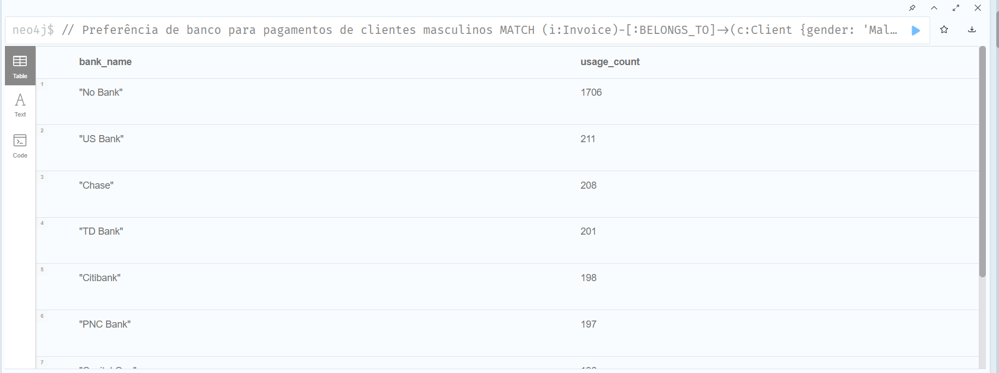 neo4j$ // Preferência de banco para pagamentos de clientes masculinos MATCH (i:Invoice)-[:BELONGS_TO]→(c:Client {gender: 'Mal…
Table
Text
Code
bank_name usage_count
1 "No Bank" 1706
2 "US Bank" 211
3 "Chase" 208
4 "TD Bank" 201
5 "Citibank" 198
6 "PNC Bank" 197
7